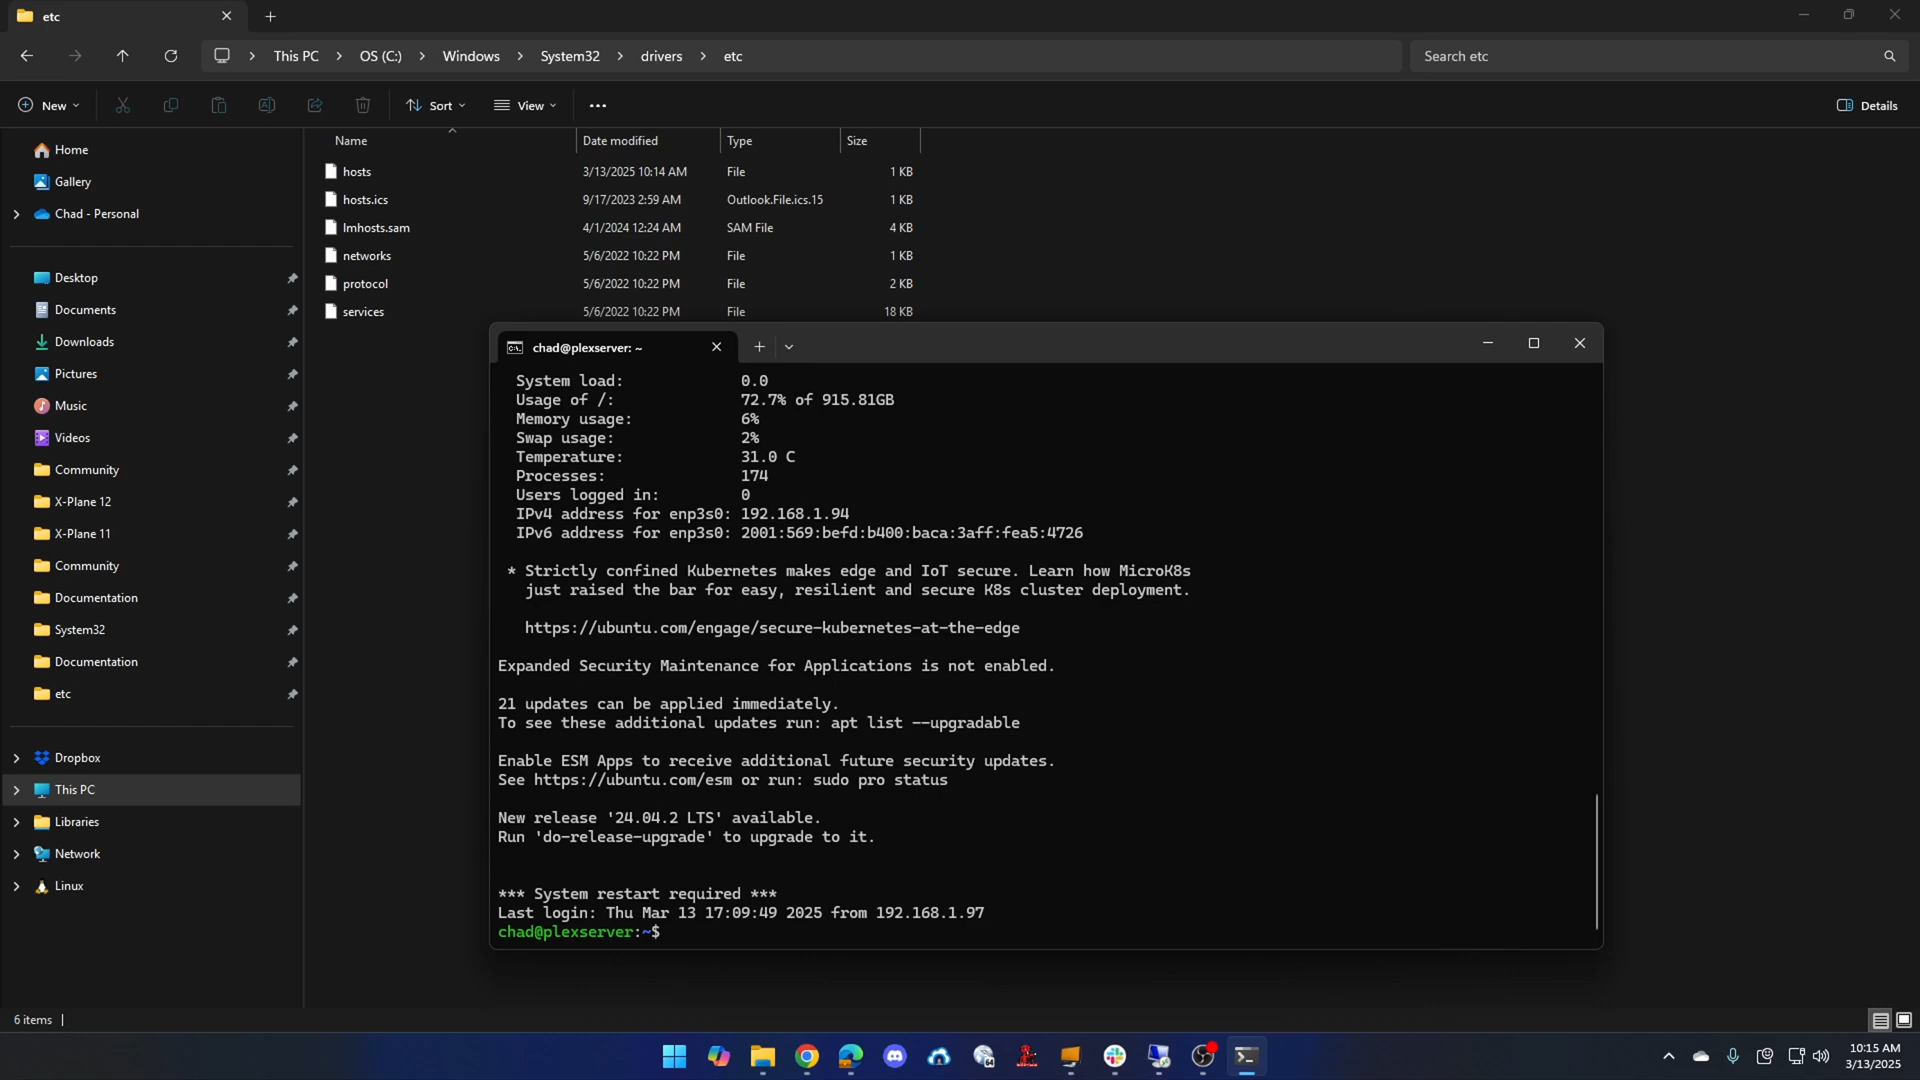 etc
This PC
OS (C:)
Windows
System32
drivers
etc
Search etc
New
Sort
View
Details
Name
Date modified
Type
Size
hosts 3/13/2025 10:14 AM File 1 KB
hosts.ics 9/17/2023 2:59 AM Outlook.File.ics.15 1 KB
lmhosts.sam 4/1/2024 12:24 AM SAM File 4 KB
networks 5/6/2022 10:22 PM File 1 KB
protocol 5/6/2022 10:22 PM File 2 KB
services 5/6/2022 10:22 PM File 18 KB
Home
Gallery
Chad - Personal
Desktop
Documents
Downloads
Pictures
Music
Videos
Community
X-Plane 12
X-Plane 11
Community
Documentation
System32
Documentation
etc
Dropbox
This PC
Libraries
Network
Linux
chad@plexserver: ~
System load: 0.0
Usage of /: 72.7% of 915.81GB
Memory usage: 6%
Swap usage: 2%
Temperature: 31.0 C
Processes: 174
Users logged in: 0
IPv4 address for enp3s0: 192.168.1.94
IPv6 address for enp3s0: 2001:569:befd:b400:baca:3aff:fea5:4726
* Strictly confined Kubernetes makes edge and IoT secure. Learn how MicroK8s
just raised the bar for easy, resilient and secure K8s cluster deployment.
https://ubuntu.com/engage/secure-kubernetes-at-the-edge
Expanded Security Maintenance for Applications is not enabled.
21 updates can be applied immediately.
To see these additional updates run: apt list --upgradable
Enable ESM Apps to receive additional future security updates.
See https://ubuntu.com/esm or run: sudo pro status
New release '24.04.2 LTS' available.
Run 'do-release-upgrade' to upgrade to it.
*** System restart required ***
Last login: Thu Mar 13 17:09:49 2025 from 192.168.1.97
chad@plexserver:~$
6 items
10:15 AM
3/13/2025